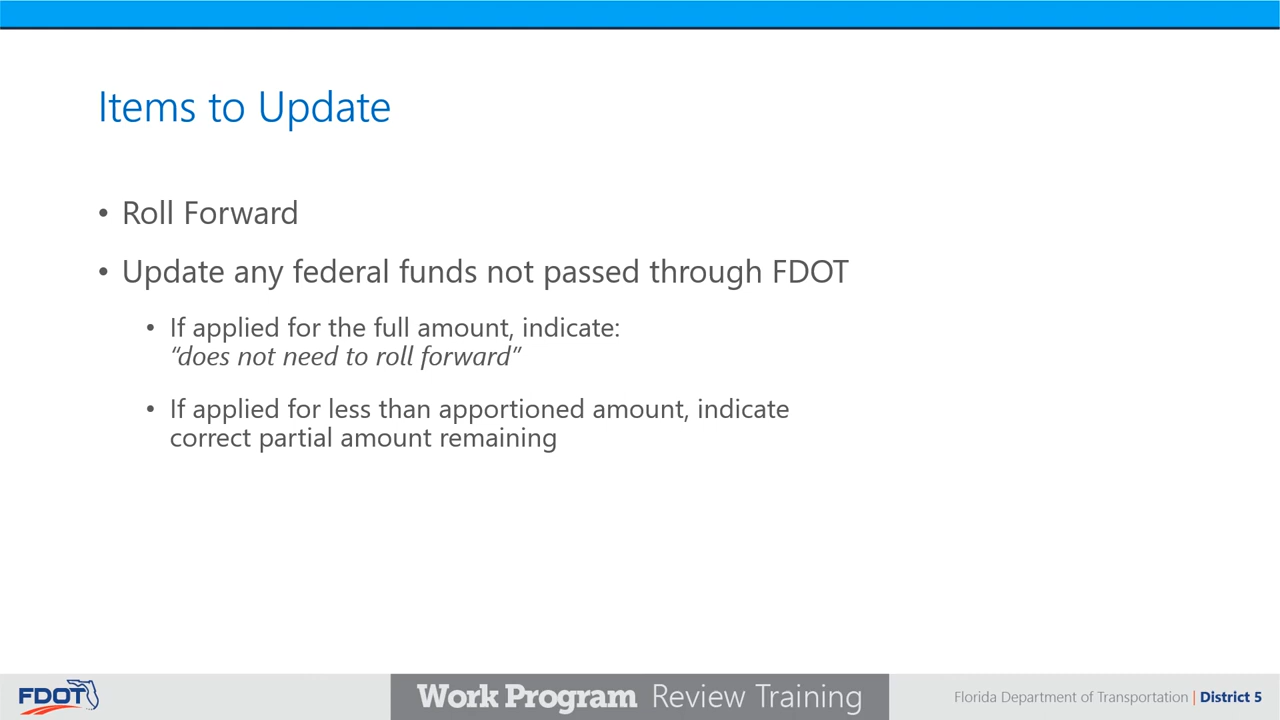 Items to Update
• Roll Forward
• Update any federal funds not passed through FDOT
• If applied for the full amount, indicate:
“does not need to roll forward”
• If applied for less than apportioned amount, indicate
correct partial amount remaining
FDOT
Work Program Review Training
Florida Department of Transportation | District 5